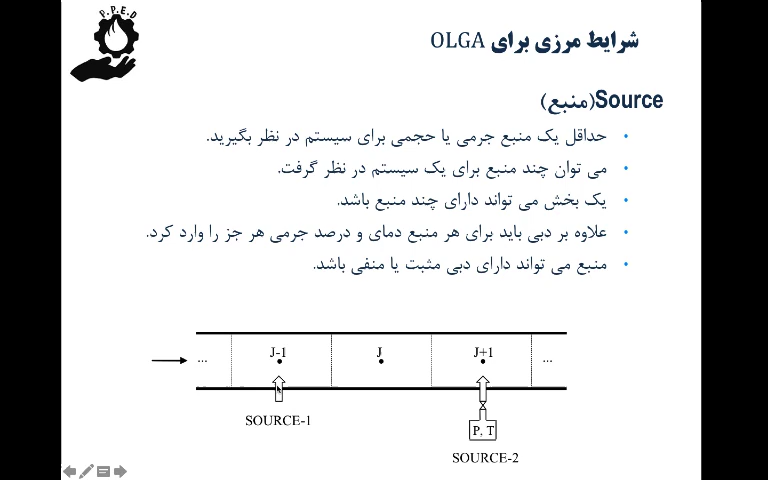 P.P.E.D
شرایط مرزی برای OLGA
Source(منبع)
• حداقل یک منبع جرمی یا حجمی برای سیستم در نظر بگیرید.
• می توان چند منبع برای یک سیستم در نظر گرفت.
• یک بخش می تواند دارای چند منبع باشد.
• علاوه بر دبی باید برای هر منبع دمای و درصد جرمی هر جز را وارد کرد.
• منبع می تواند دارای دبی مثبت یا منفی باشد.
... J-1 J J+1 ...
SOURCE-1
P, T
SOURCE-2